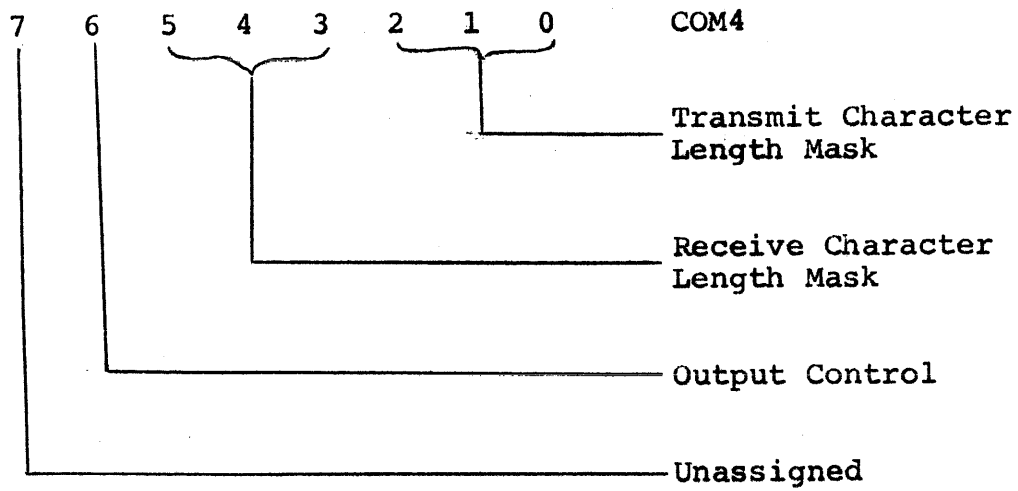 7 6 5 4 3 2 1 0 COM4
Transmit Character
Length Mask
Receive Character
Length Mask
Output Control
Unassigned